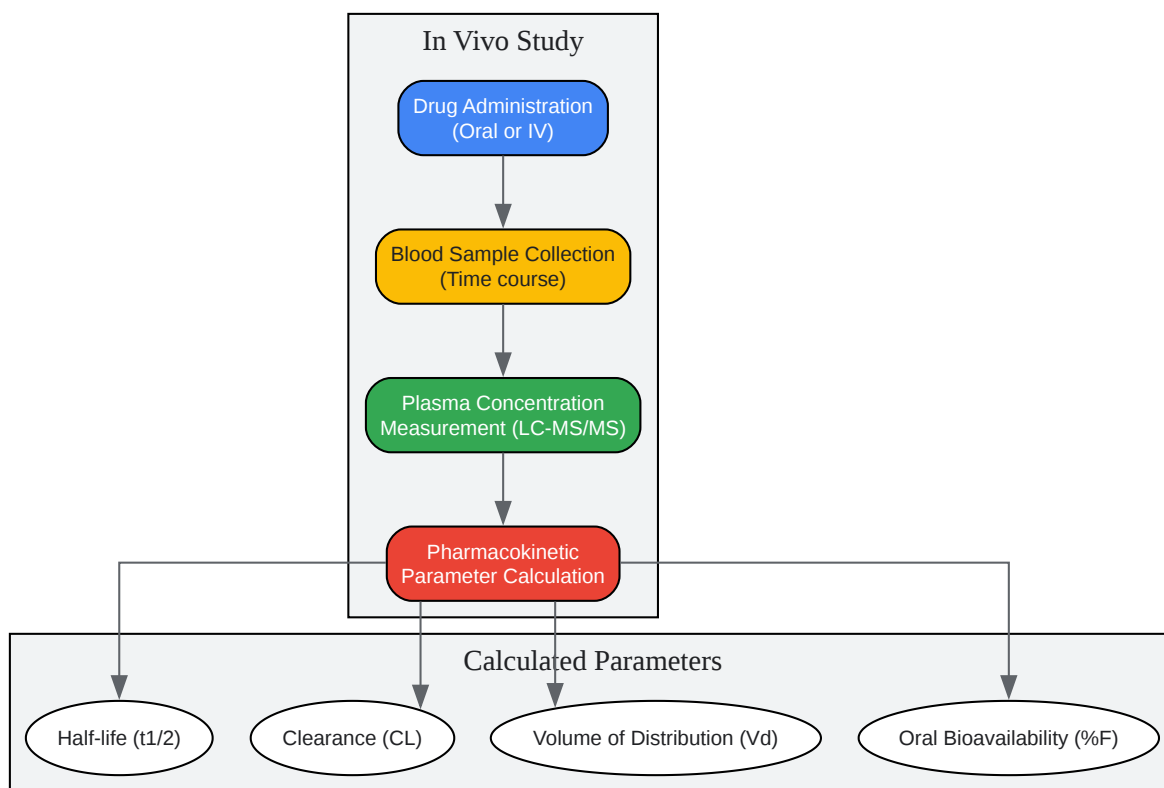 In Vivo Study
Drug Administration
(Oral or IV)
Blood Sample Collection
(Time course)
Plasma Concentration
Measurement (LC-MS/MS)
Pharmacokinetic
Parameter Calculation
Calculated Parameters
Half-life (t1/2)
Clearance (CL)
Volume of Distribution (Vd)
Oral Bioavailability (%F)